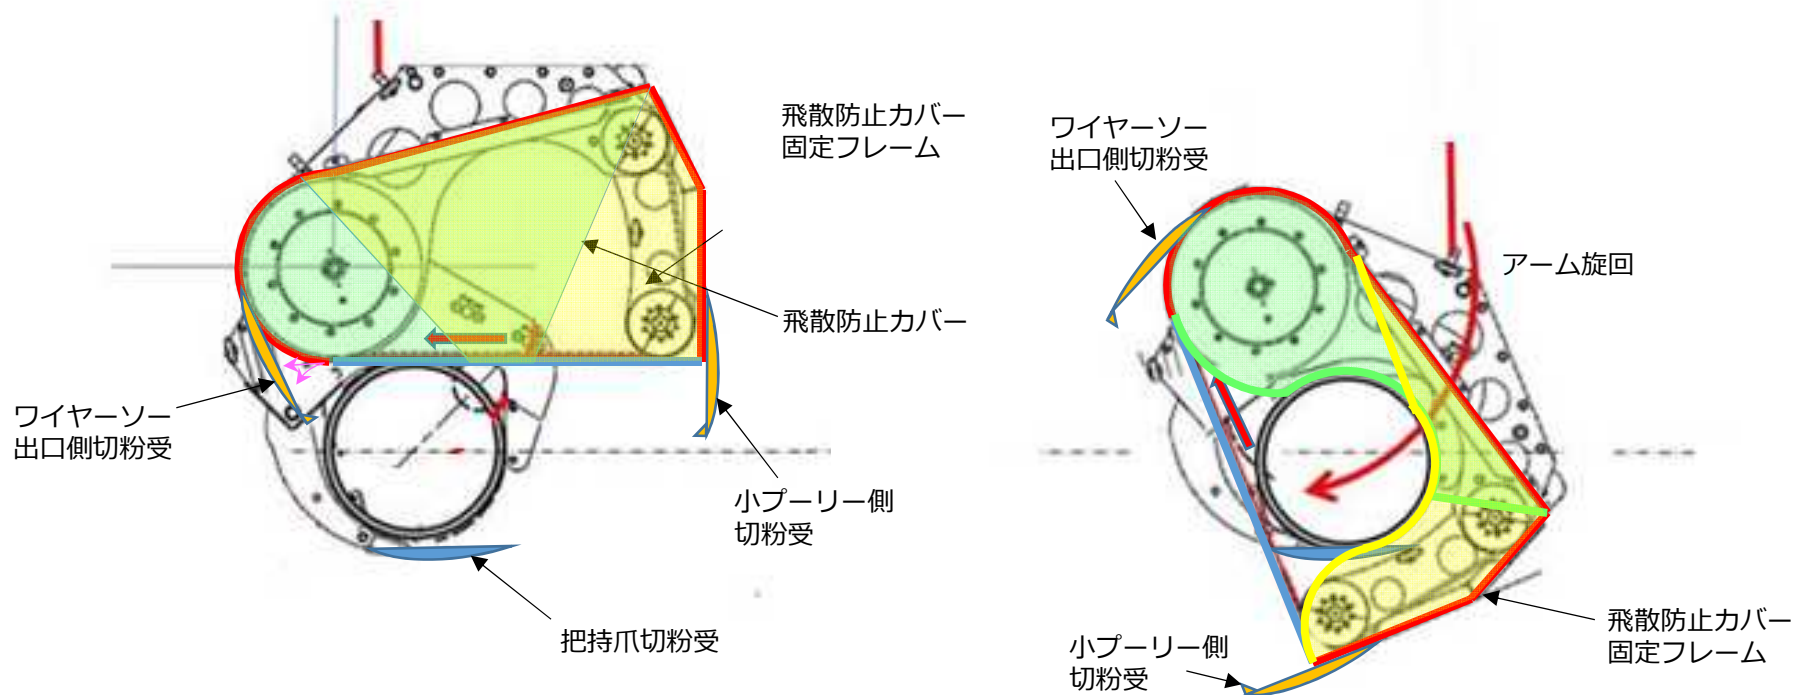 飛散防止カバー
固定フレーム
飛散防止カバー
ワイヤーソー
出口側切粉受
小プーリー側
切粉受
把持爪切粉受
ワイヤーソー
出口側切粉受
アーム旋回
飛散防止カバー
固定フレーム
小プーリー側
切粉受